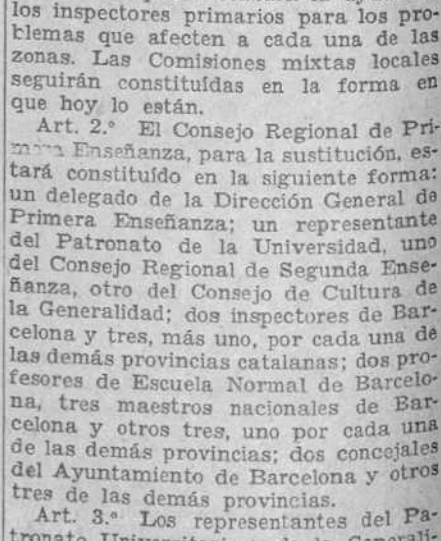 los inspectores primarios para los pro-
blemas que afecten a cada una de las
zonas. Las Comisiones mixtas locales
seguirán constituídas en la forma en
que hoy lo están.
Art. 2.º El Consejo Regional de Pri-
mera Enseñanza, para la sustitución, es-
tará constituído en la siguiente forma:
un delegado de la Dirección General de
Primera Enseñanza; un representante
del Patronato de la Universidad, uno
del Consejo Regional de Segunda Ense-
ñanza, otro del Consejo de Cultura de
la Generalidad; dos inspectores de Bar-
celona y tres, más uno, por cada una de
las demás provincias catalanas; dos pro-
fesores de Escuela Normal de Barcelo-
na, tres maestros nacionales de Bar-
celona y otros tres, uno por cada una
de las demás provincias; dos concejales
del Ayuntamiento de Barcelona y otros
tres de las demás provincias.
Art. 3.º Los representantes del Pa-
tronato Universitario